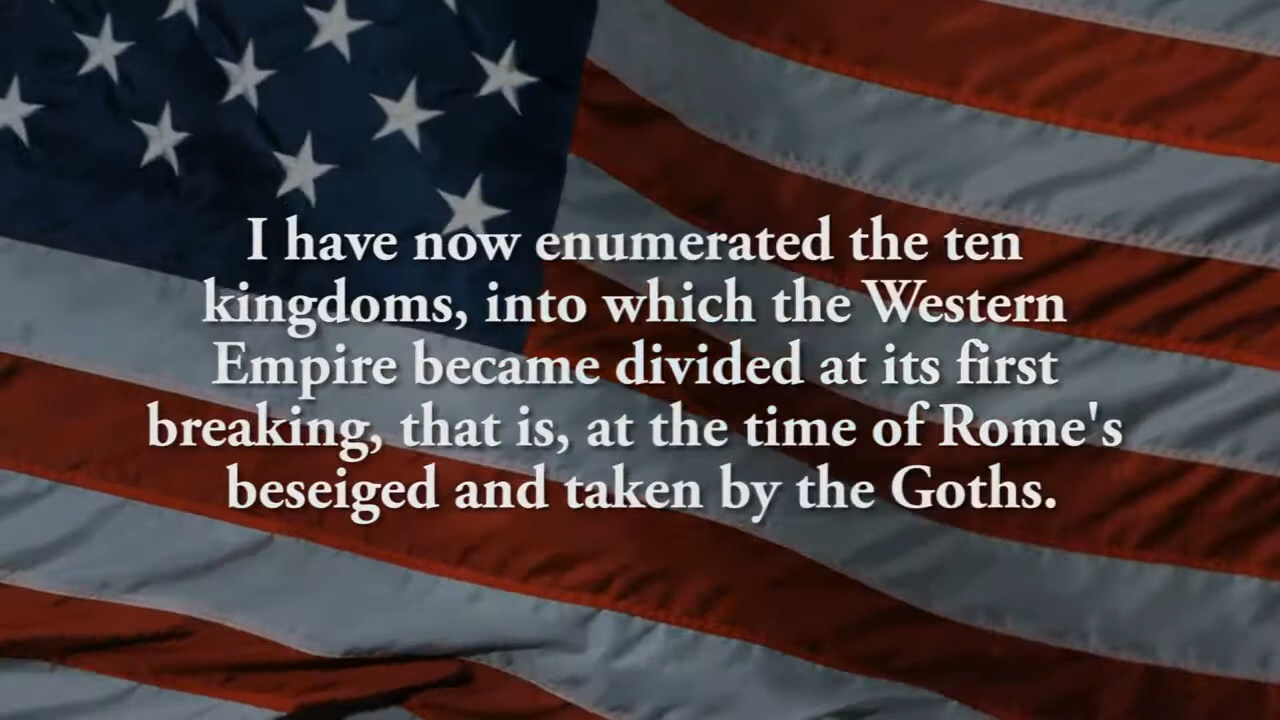 I have now enumerated the ten
kingdoms, into which the Western
Empire became divided at its first
breaking, that is, at the time of Rome's
beseiged and taken by the Goths.